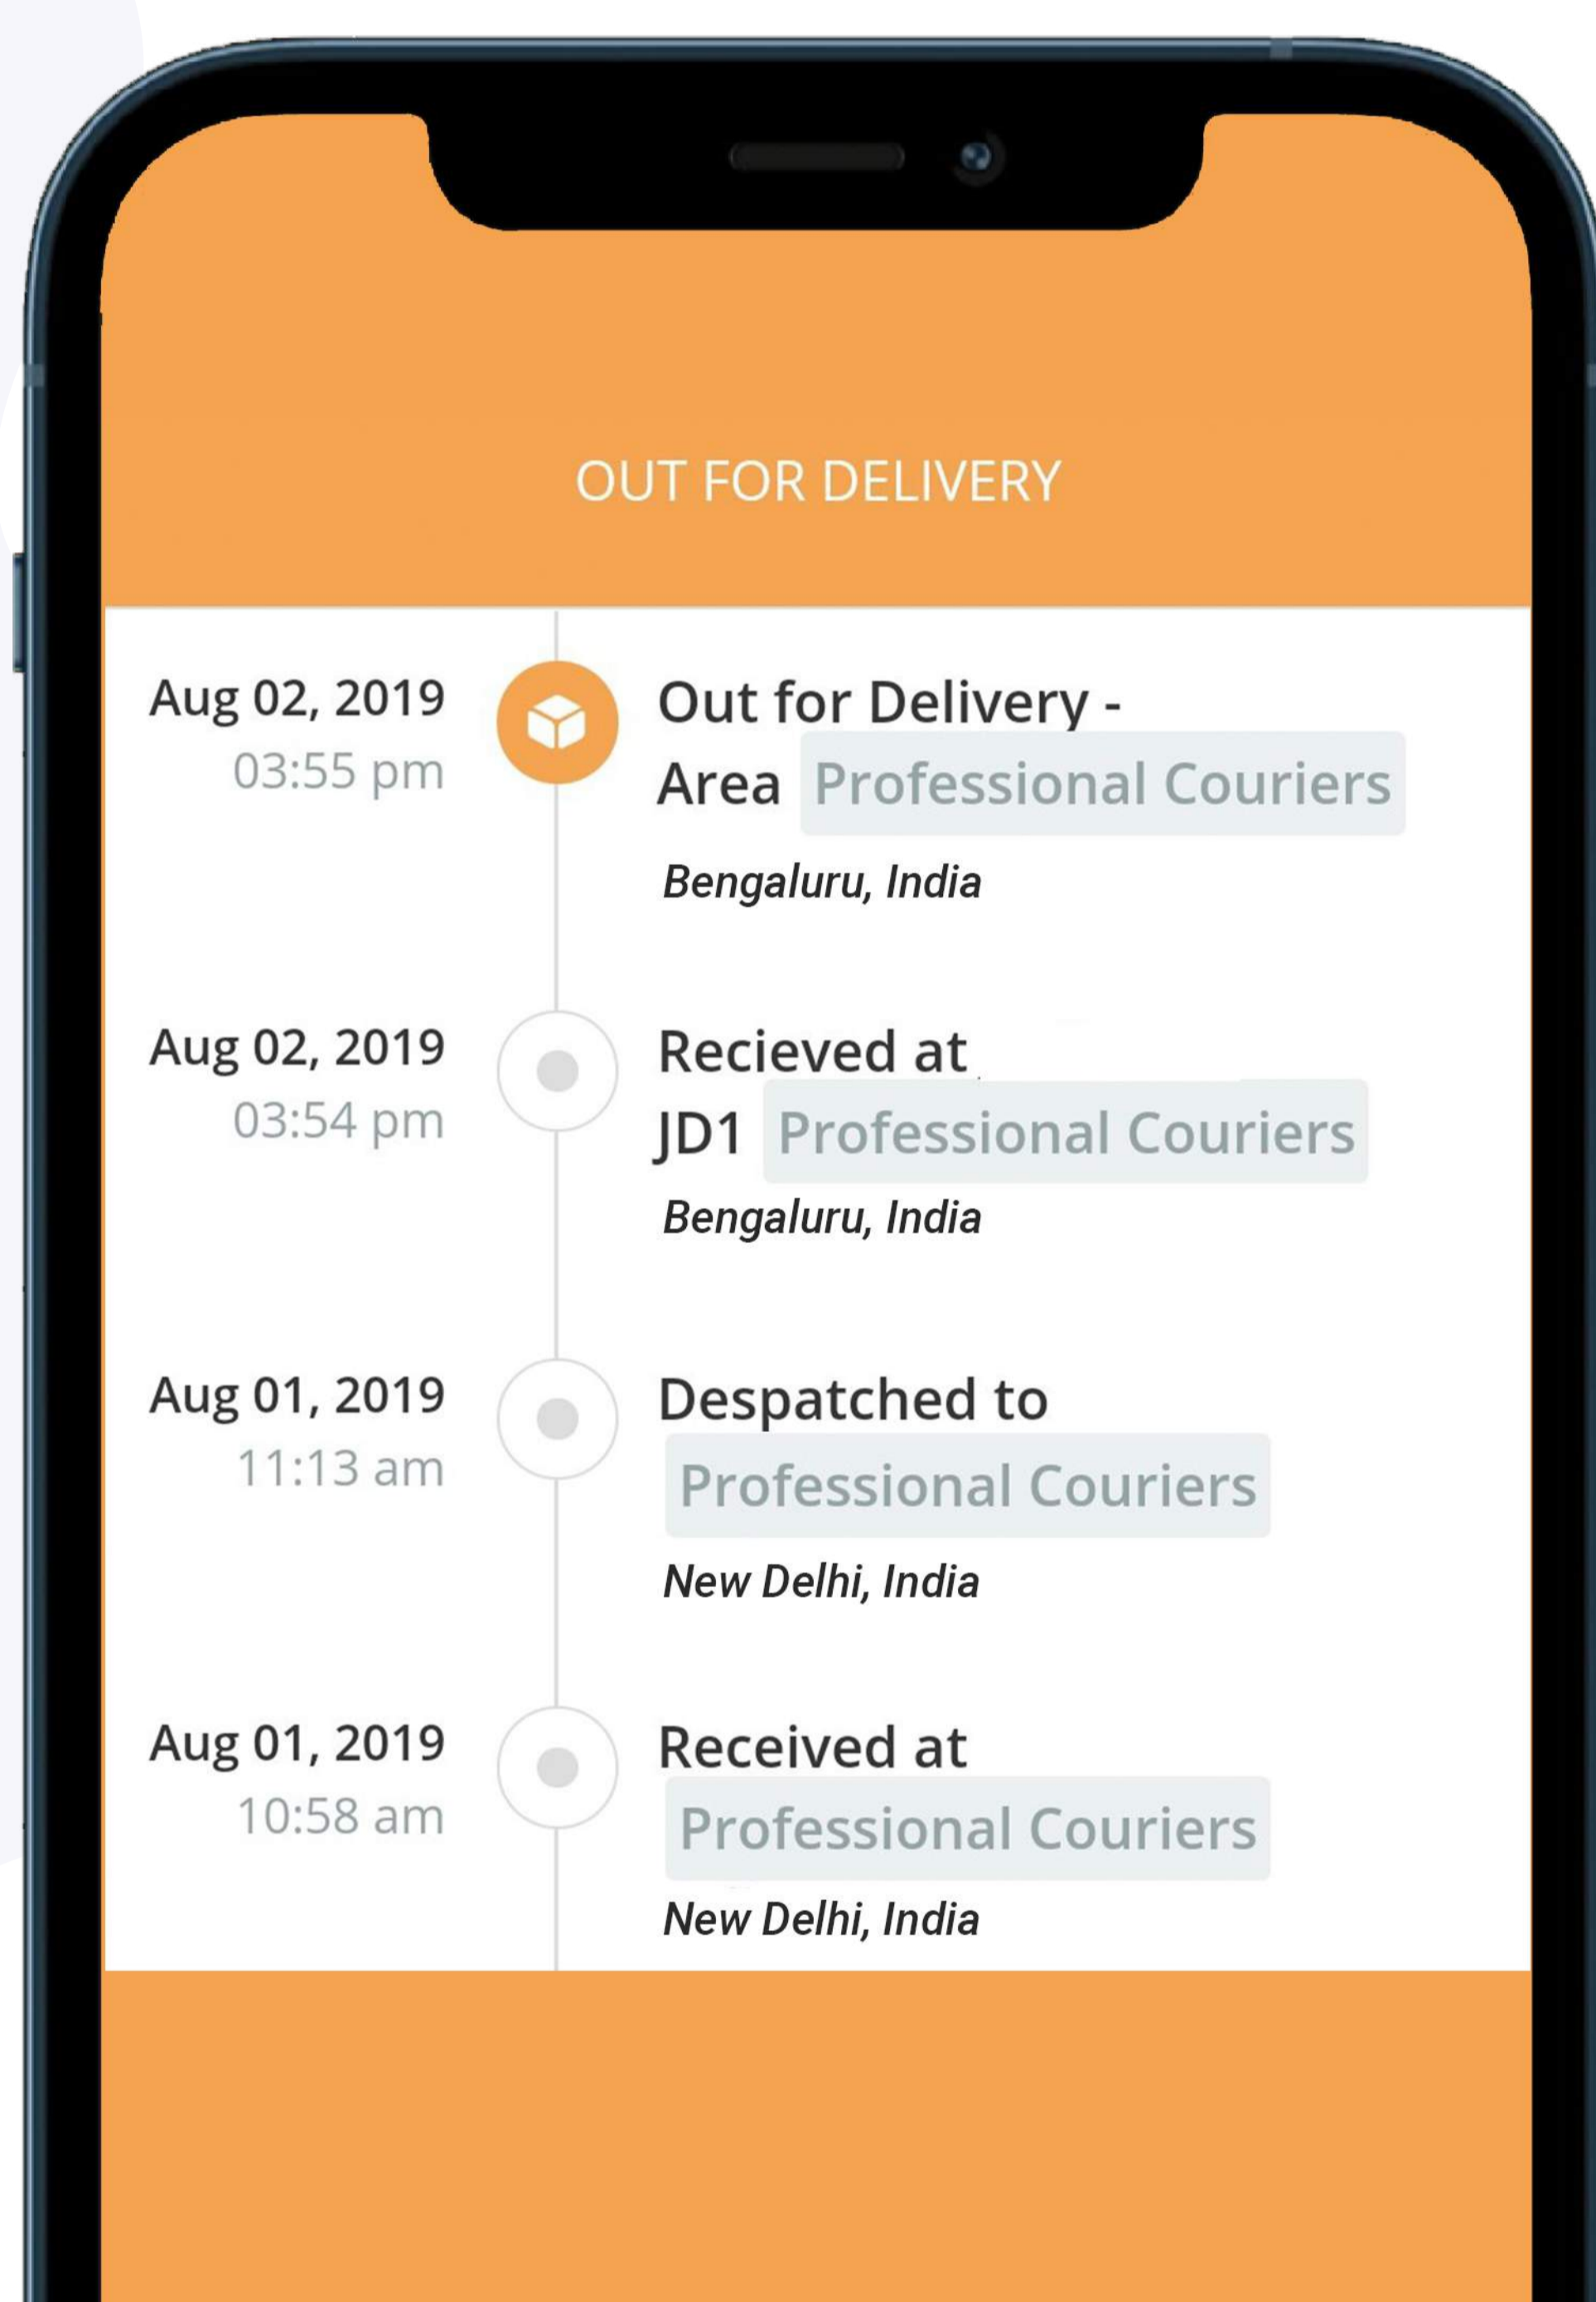 OUT FOR DELIVERY
Aug 02, 2019
03:55 pm
Out for Delivery -
Area Professional Couriers
Bengaluru, India
Aug 02, 2019
03:54 pm
Recieved at
JD1 Professional Couriers
Bengaluru, India
Aug 01, 2019
11:13 am
Despatched to
Professional Couriers
New Delhi, India
Aug 01, 2019
10:58 am
Received at
Professional Couriers
New Delhi, India